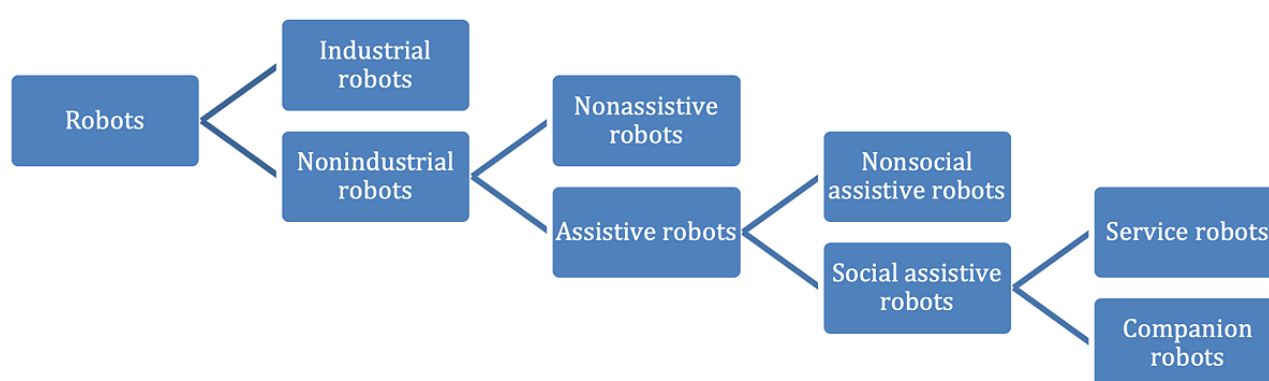 Robots
Industrial
robots
Nonindustrial
robots
Nonassistive
robots
Assistive robots
Nonsocial
assistive robots
Social assistive
robots
Service robots
Companion
robots